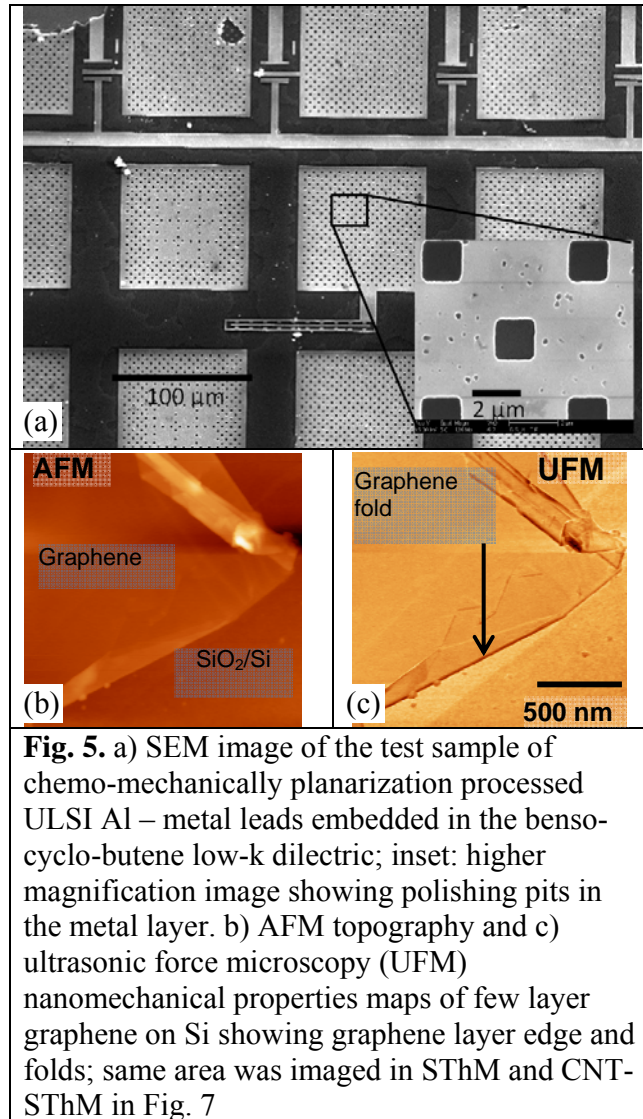 (a)
100 µm
2 µm
AFM
Graphene
SiO₂/Si
(b)
UFM
Graphene
fold
500 nm
(c)
Fig. 5. a) SEM image of the test sample of
chemo-mechanically planarization processed
ULSI Al – metal leads embedded in the benso-
cyclo-butene low-k dilectric; inset: higher
magnification image showing polishing pits in
the metal layer. b) AFM topography and c)
ultrasonic force microscopy (UFM)
nanomechanical properties maps of few layer
graphene on Si showing graphene layer edge and
folds; same area was imaged in SThM and CNT-
SThM in Fig. 7